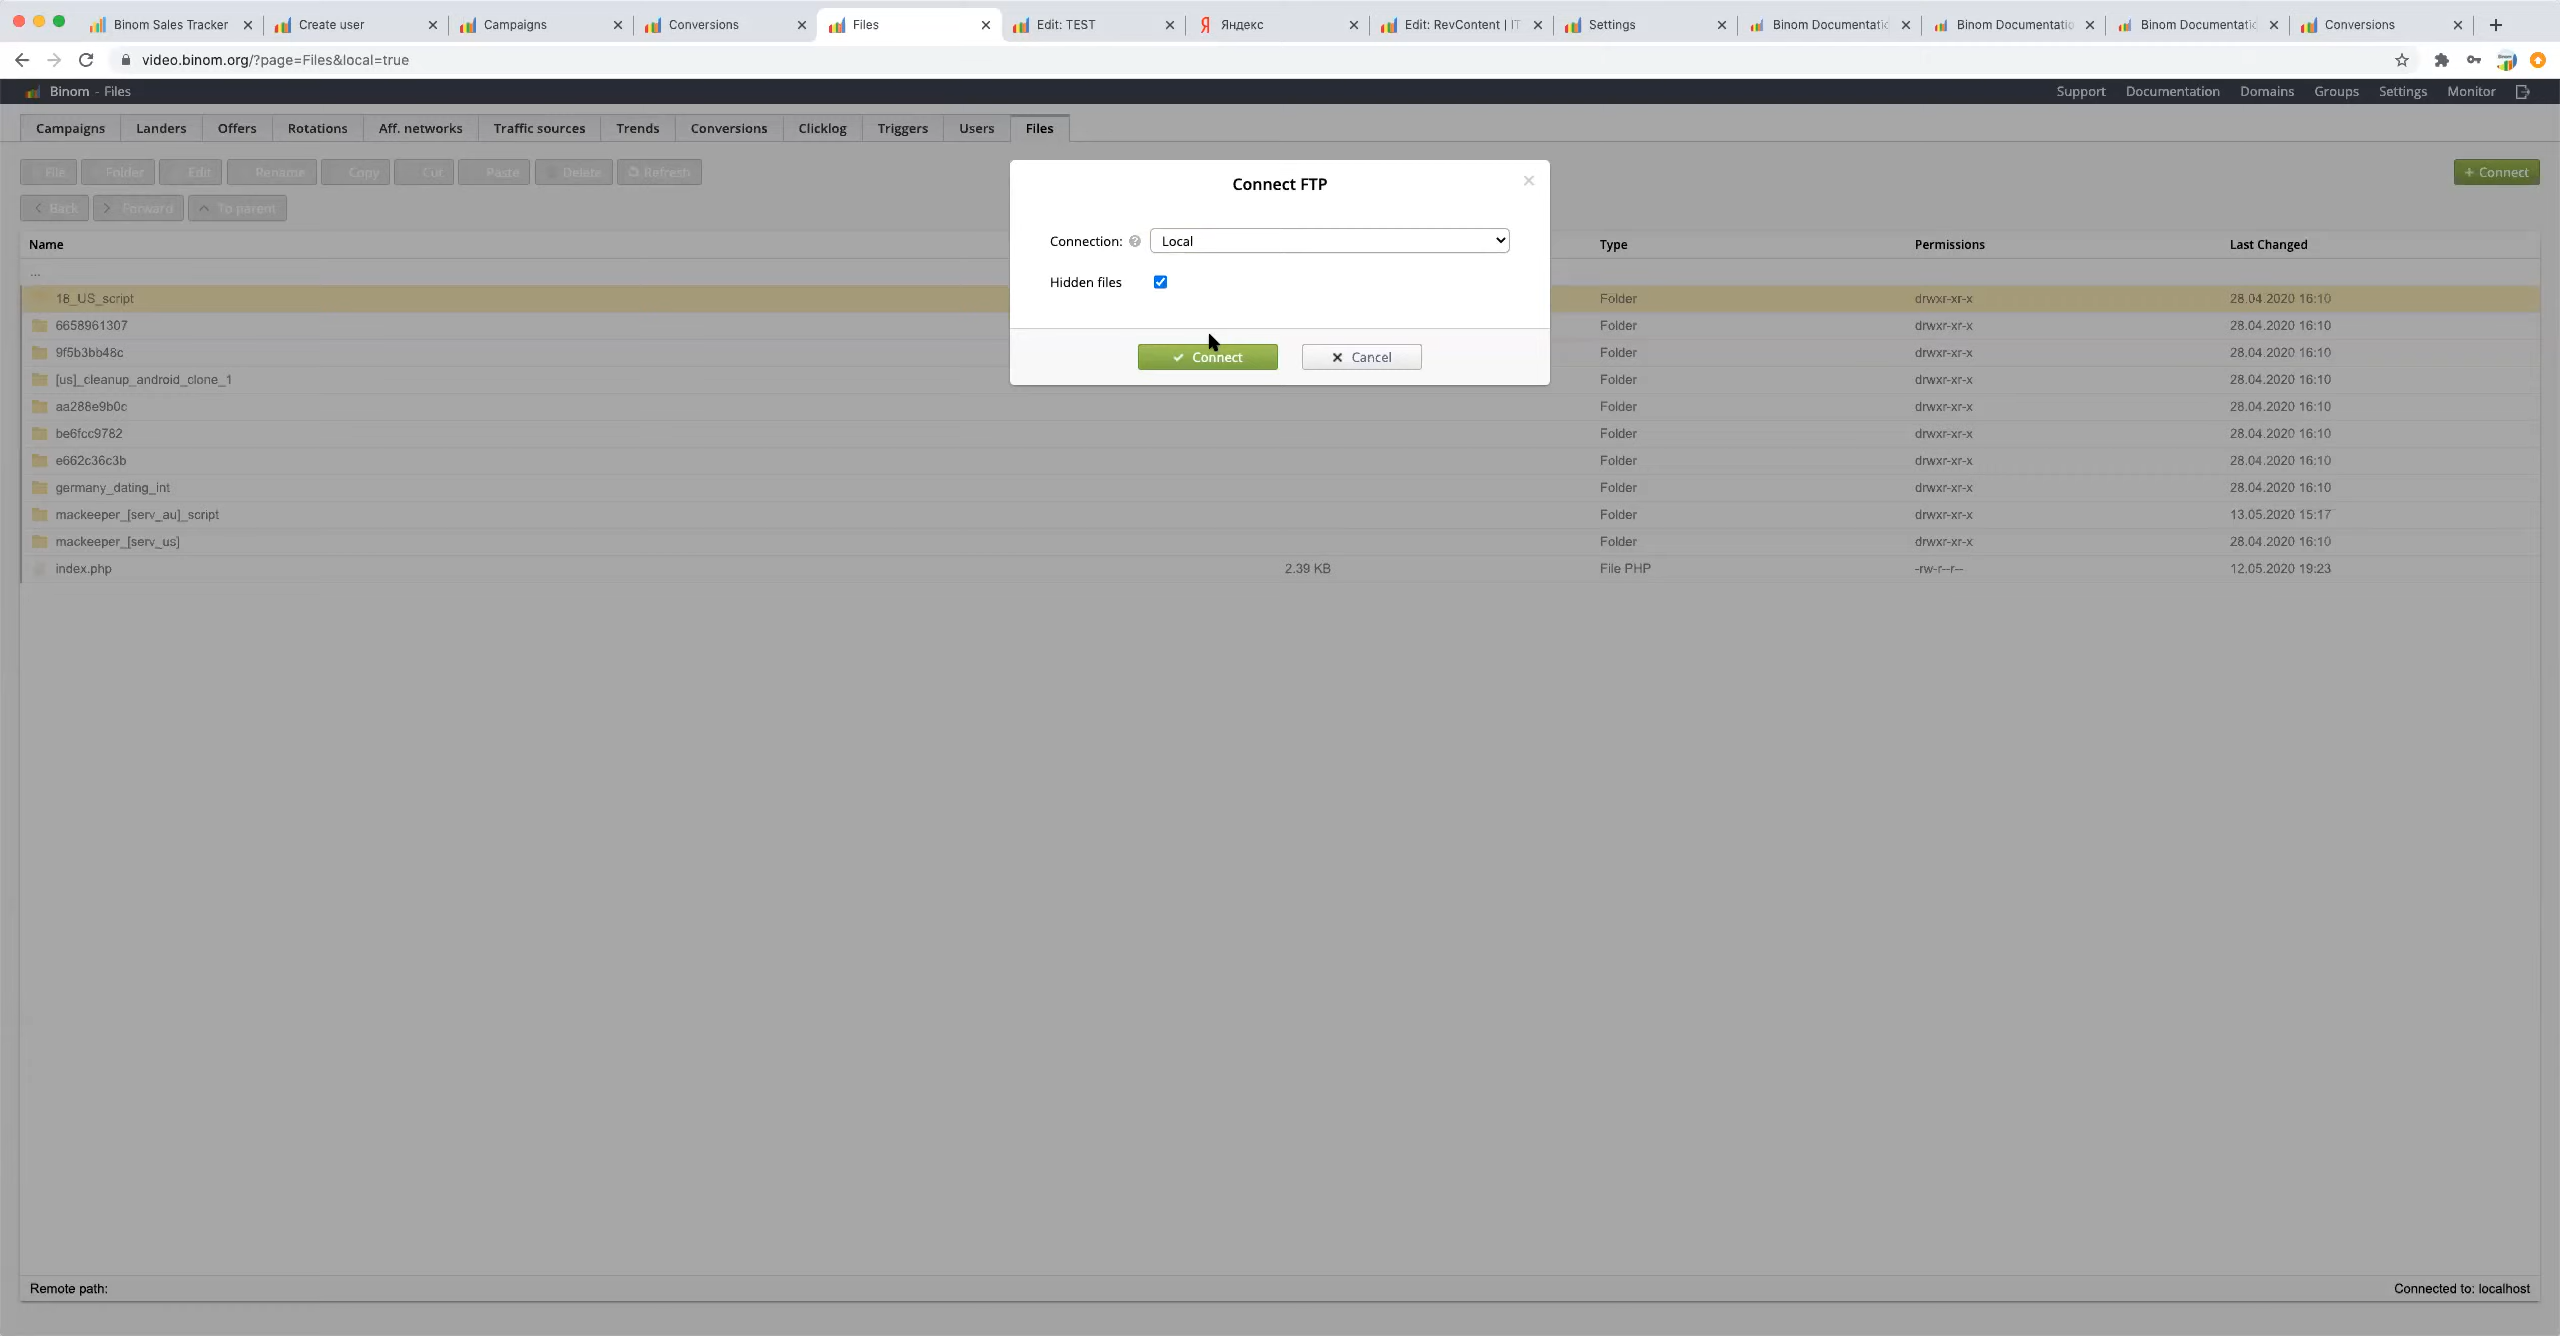 Binom Sales Tracker
Create user
Campaigns
Conversions
Files
Edit: TEST
Я Яндекс
Edit: RevContent | IT
Settings
Binom Documentatio
Binom Documentatio
Binom Documentatio
Conversions
video.binom.org/?page=Files&local=true
Binom - Files
Support Documentation Domains Groups Settings Monitor
Campaigns Landers Offers Rotations Aff. networks Traffic sources Trends Conversions Clicklog Triggers Users Files
File Folder Edit Rename Copy Cut Paste Delete Refresh
+ Connect
Back Forward To parent
Connect FTP
Connection: ? Local
Hidden files
Connect Cancel
Name Type Permissions Last Changed
...
18_US_script Folder drwxr-xr-x 28.04.2020 16:10
6658961307 Folder drwxr-xr-x 28.04.2020 16:10
9f5b3bb48c Folder drwxr-xr-x 28.04.2020 16:10
[us]_cleanup_android_clone_1 Folder drwxr-xr-x 28.04.2020 16:10
aa288e9b0c Folder drwxr-xr-x 28.04.2020 16:10
be6fcc9782 Folder drwxr-xr-x 28.04.2020 16:10
e662c36c3b Folder drwxr-xr-x 28.04.2020 16:10
germany_dating_int Folder drwxr-xr-x 28.04.2020 16:10
mackeeper_[serv_au]_script Folder drwxr-xr-x 13.05.2020 15:17
mackeeper_[serv_us] Folder drwxr-xr-x 28.04.2020 16:10
index.php 2.39 KB File PHP -rw-r--r-- 12.05.2020 19:23
Remote path:
Connected to: localhost